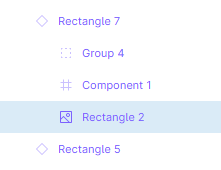 Rectangle 7
Group 4
Component 1
Rectangle 2
Rectangle 5